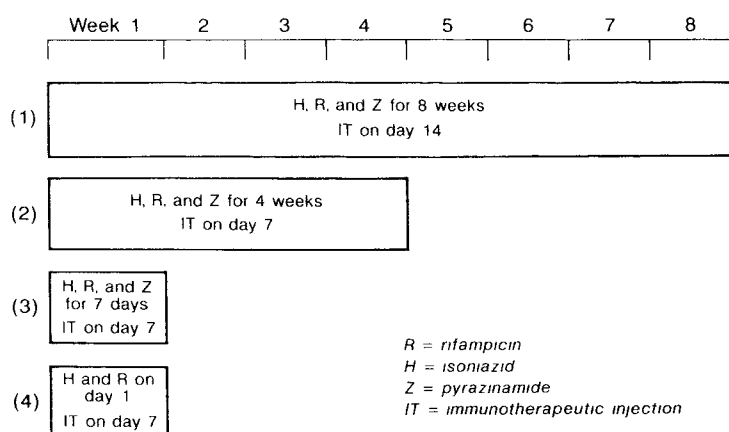 Week 1 2 3 4 5 6 7 8
(1)
H, R, and Z for 8 weeks
IT on day 14
(2)
H, R, and Z for 4 weeks
IT on day 7
(3)
H, R, and Z
for 7 days
IT on day 7
(4)
H and R on
day 1
IT on day 7
R = rifampicin
H = isoniazid
Z = pyrazinamide
IT = immunotherapeutic injection